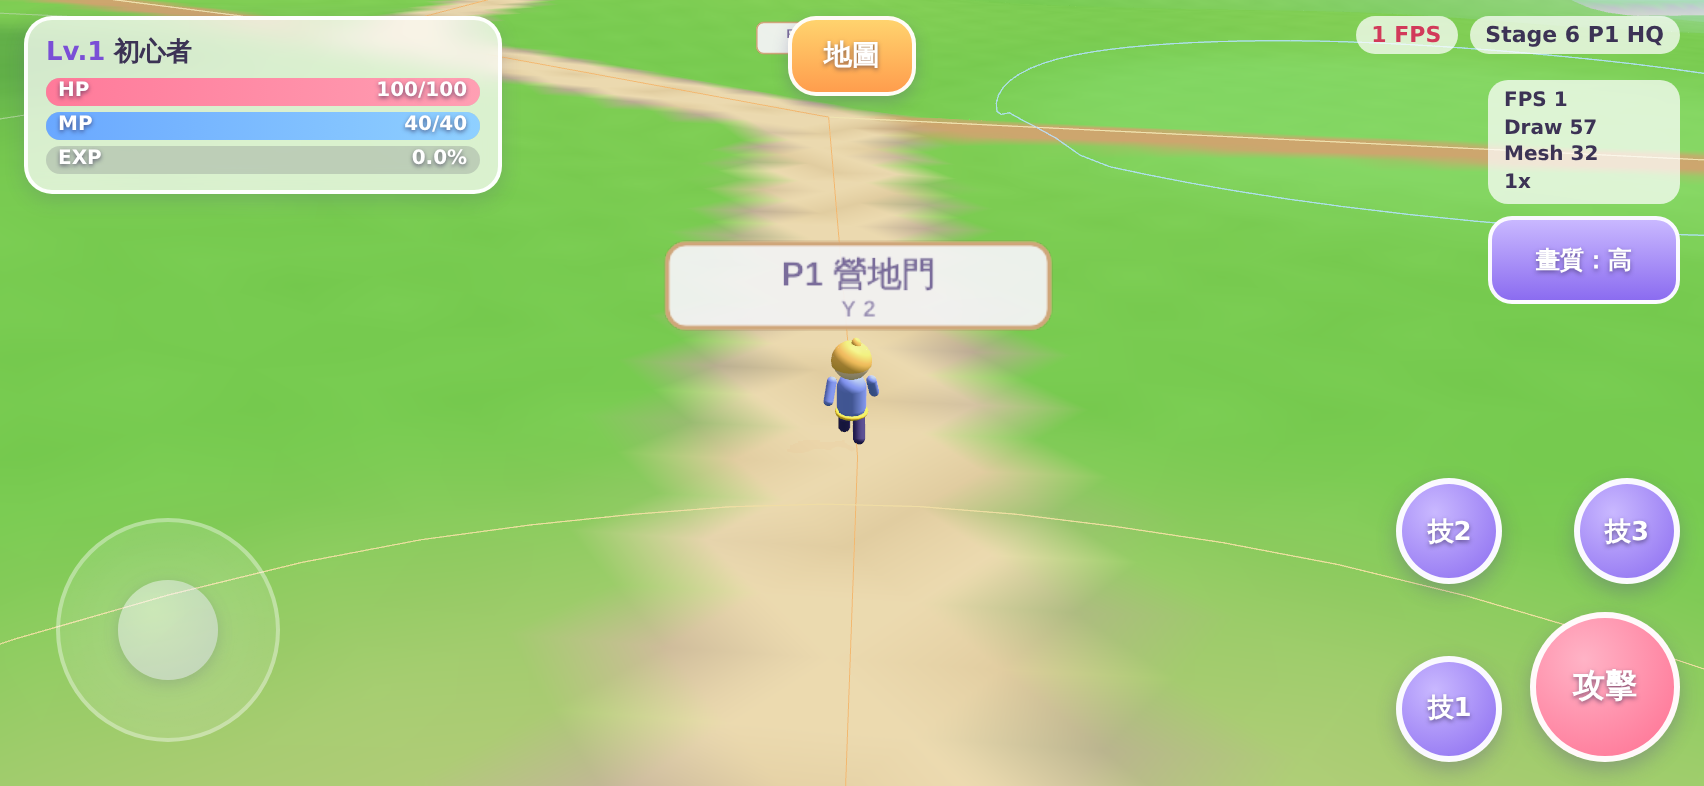 Lv.1 初心者
HP 100/100
MP 40/40
EXP 0.0%
地圖
1 FPS
Stage 6 P1 HQ
FPS 1
Draw 57
Mesh 32
1x
畫質：高
P1 營地門
Y 2
技2
技3
技1
攻擊